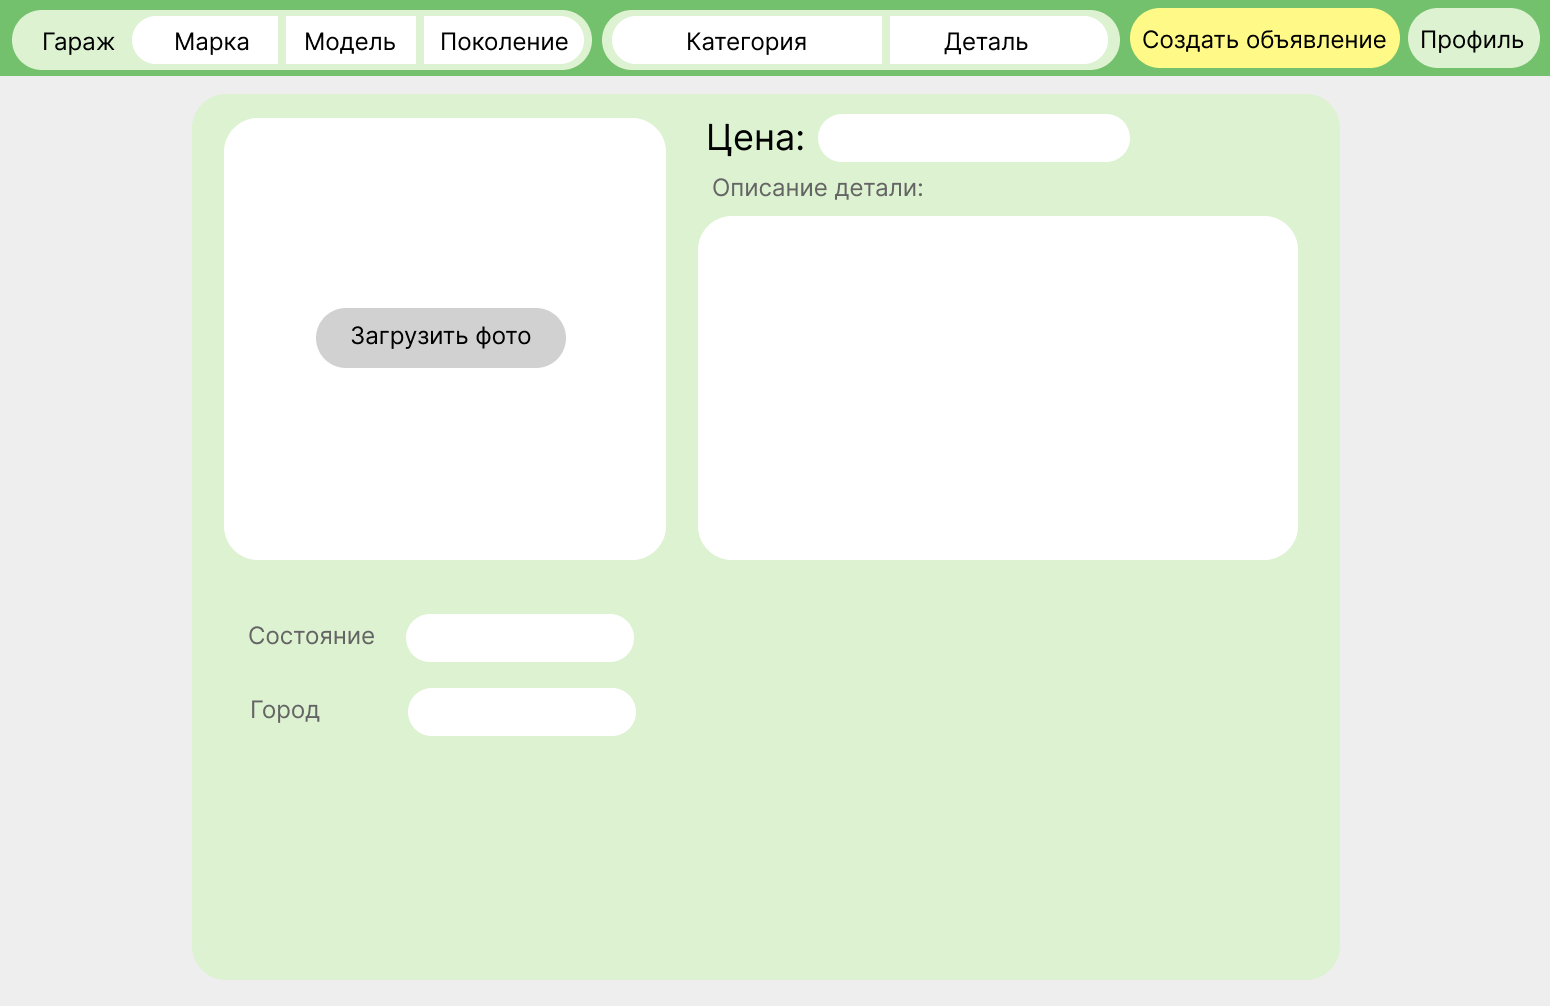 Гараж Марка Модель Поколение Категория Деталь Создать объявление Профиль
Цена:
Описание детали:
Загрузить фото
Состояние
Город